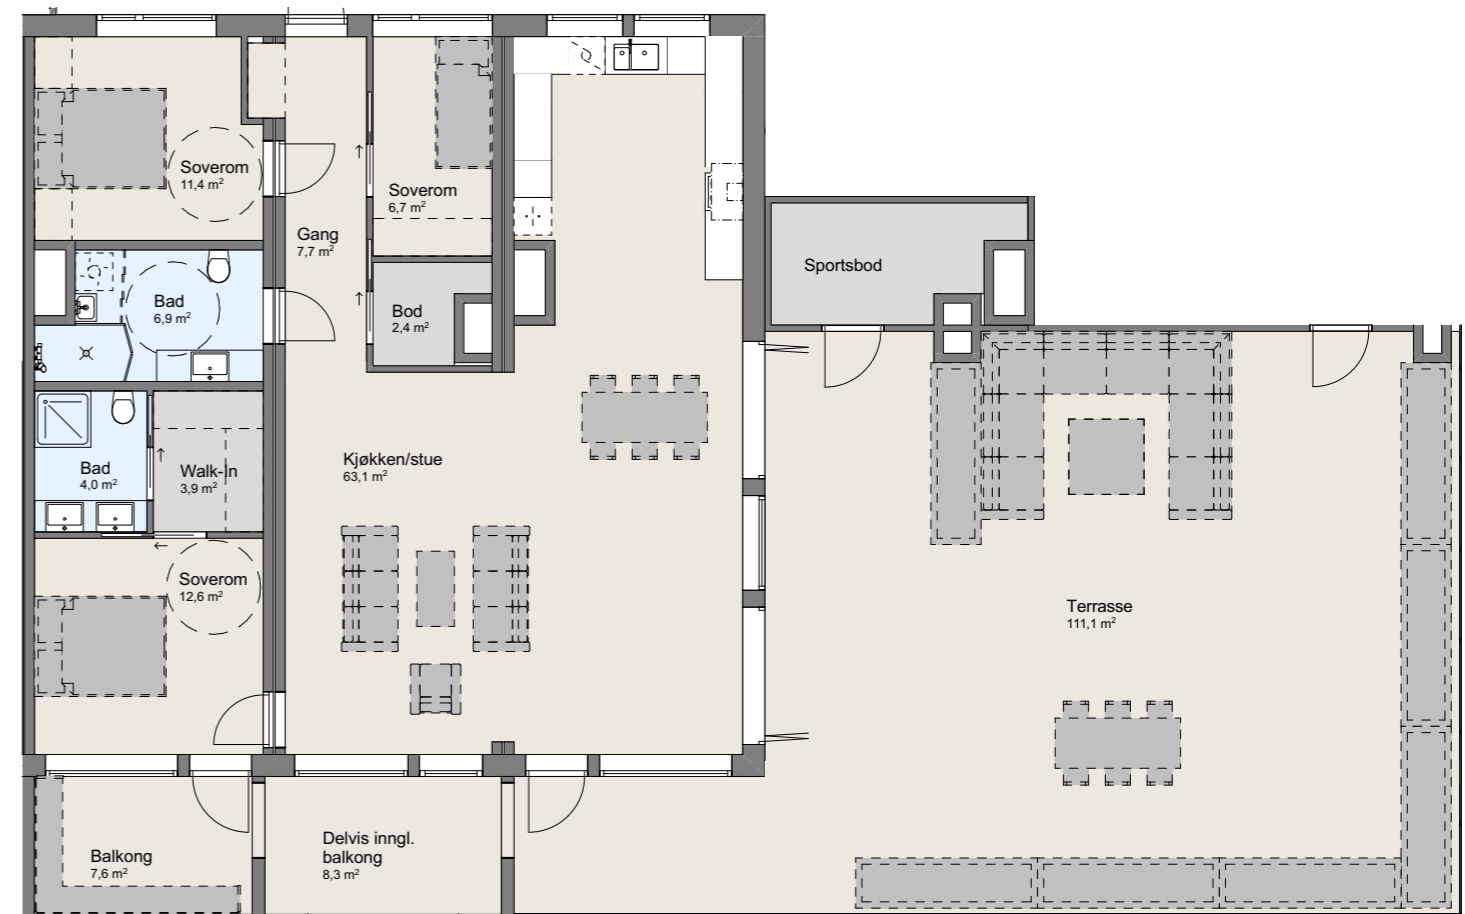 Soverom
11,4 m²
Soverom
6,7 m²
Gang
7,7 m²
Sportsbod
Bad
6,9 m²
Bod
2,4 m²
Kjøkken/stue
63,1 m²
Bad
4,0 m²
Walk-In
3,9 m²
Soverom
12,6 m²
Terrasse
111,1 m²
Balkong
7,6 m²
Delvis inngl.
balkong
8,3 m²